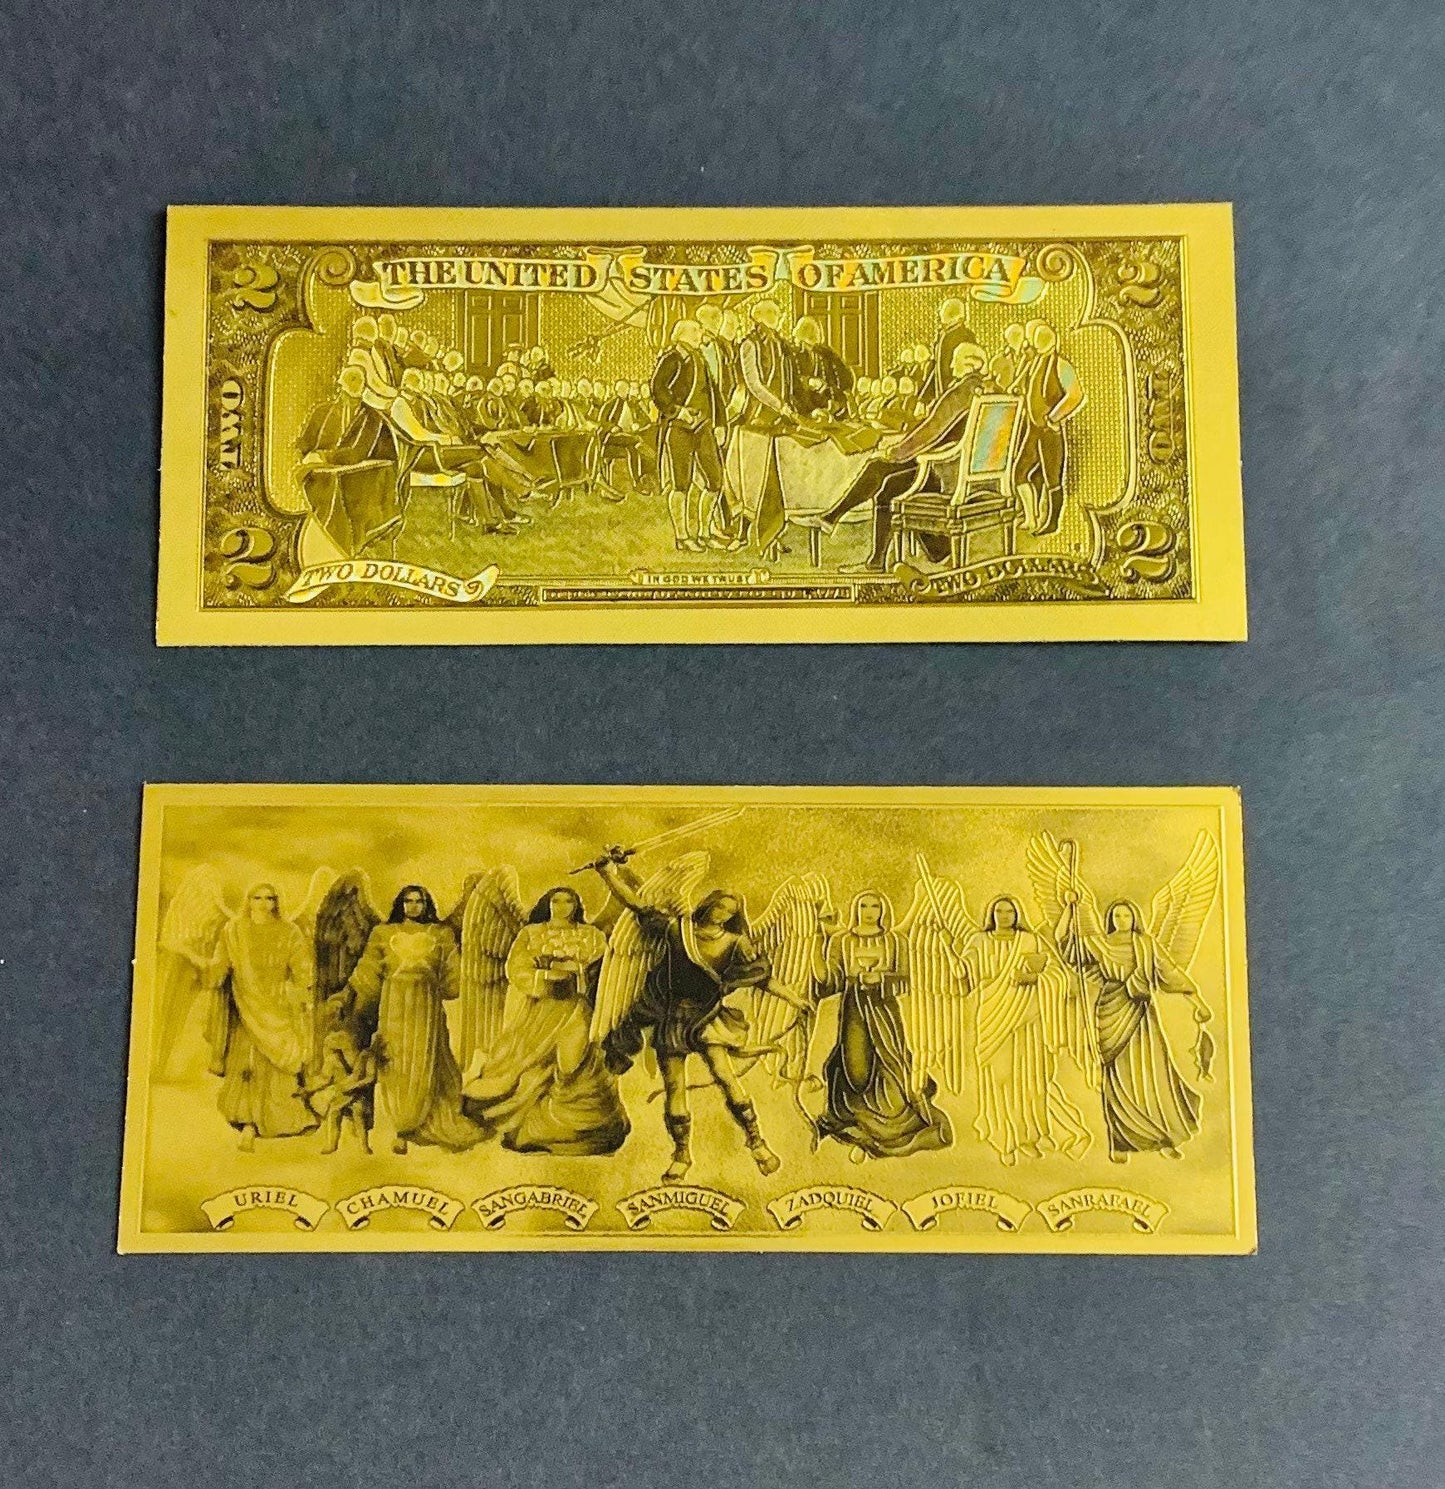 THE UNITED STATES OF AMERICA
2
2
TWO
TWO
2
2
TWO DOLLARS
IN GOD WE TRUST
TWO DOLLARS
URIEL
CHAMUEL
SANGABRIEL
SANMIGUEL
ZADQUIEL
JOFIEL
SANRAFAEL